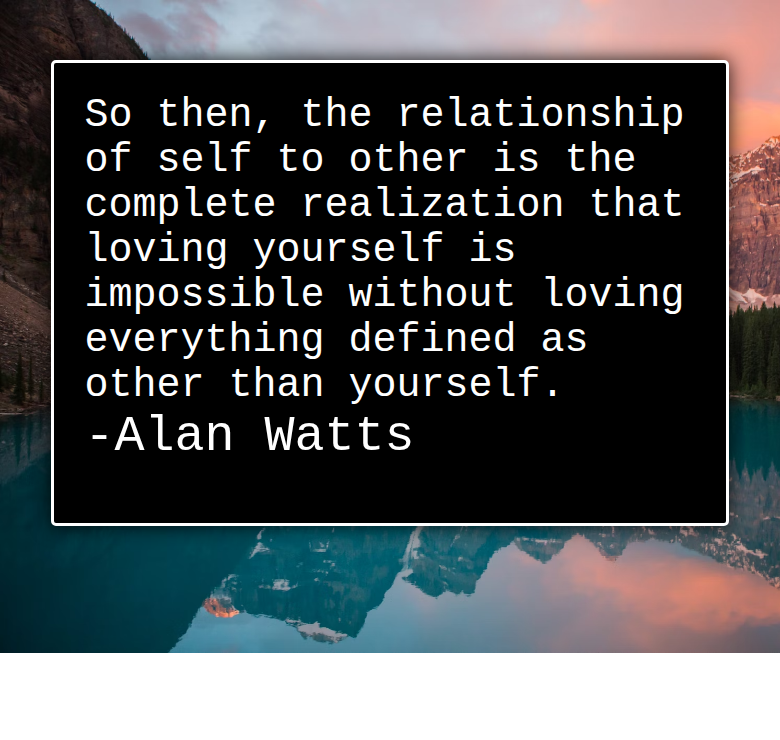 So then, the relationship
of self to other is the
complete realization that
loving yourself is
impossible without loving
everything defined as
other than yourself.
-Alan Watts